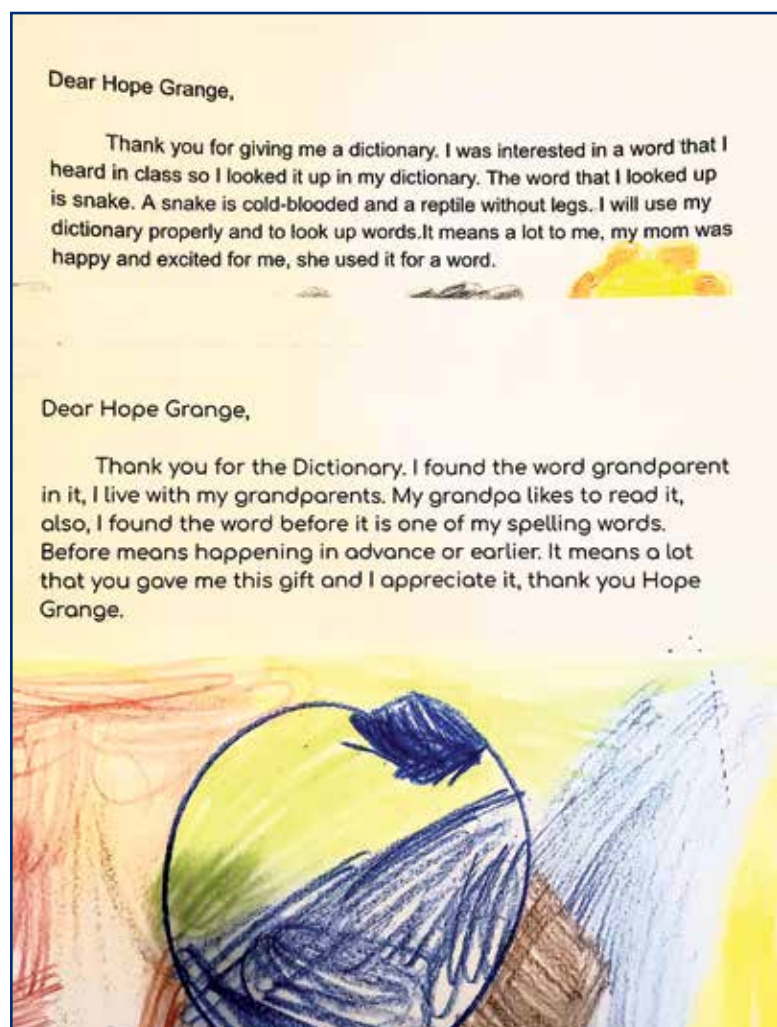 Dear Hope Grange,
Thank you for giving me a dictionary. I was interested in a word that I
heard in class so I looked it up in my dictionary. The word that I looked up
is snake. A snake is cold-blooded and a reptile without legs. I will use my
dictionary properly and to look up words.It means a lot to me, my mom was
happy and excited for me, she used it for a word.
Dear Hope Grange,
Thank you for the Dictionary. I found the word grandparent
in it, I live with my grandparents. My grandpa likes to read it,
also, I found the word before it is one of my spelling words.
Before means happening in advance or earlier. It means a lot
that you gave me this gift and I appreciate it, thank you Hope
Grange.